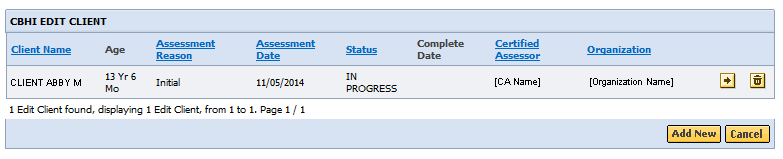 CBHI EDIT CLIENT
Client Name Age Assessment Reason Assessment Date Status Complete Date Certified Assessor Organization
CLIENT ABBY M 13 Yr 6 Mo Initial 11/05/2014 IN PROGRESS [CA Name] [Organization Name]
1 Edit Client found, displaying 1 Edit Client, from 1 to 1. Page 1 / 1
Add New Cancel